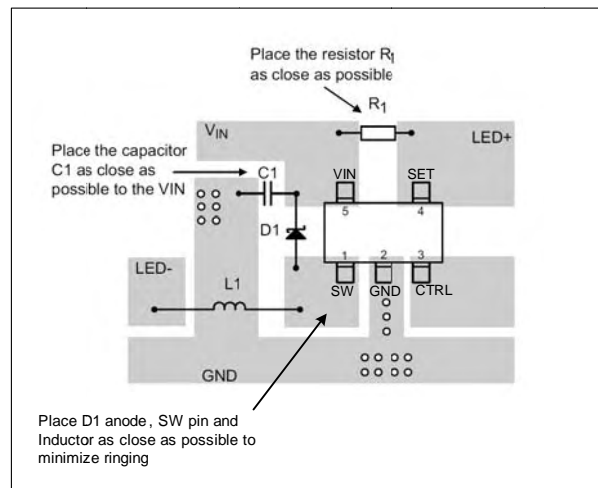 Place the resistor R1
as close as possible
R1
VIN
LED+
Place the capacitor
C1 as close as
possible to the VIN
C1
VIN
SET
5
4
D1
1
2
3
LED-
L1
SW
GND
CTRL
GND
Place D1 anode, SW pin and
Inductor as close as possible to
minimize ringing